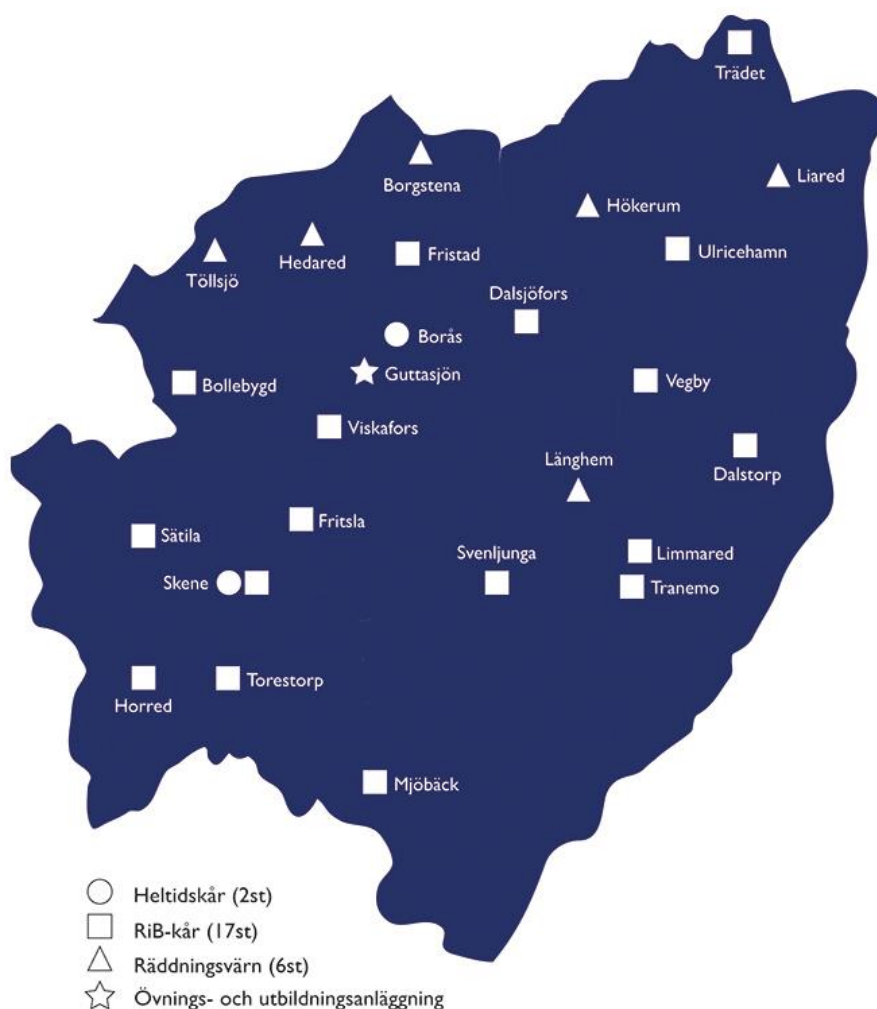 Trädet
Borgstena
Liared
Hökerum
Hedared
Fristad
Ulricehamn
Töllsjö
Dalsjöfors
Borås
Guttasjön
Bollebygd
Vegby
Viskafors
Länghem
Dalstorp
Fritsla
Sätila
Svenljunga
Limmared
Skene
Tranemo
Torestorp
Horred
Mjöbäck
Heltidskår (2st)
RiB-kår (17st)
Räddningsvärn (6st)
Övnings- och utbildningsanläggning